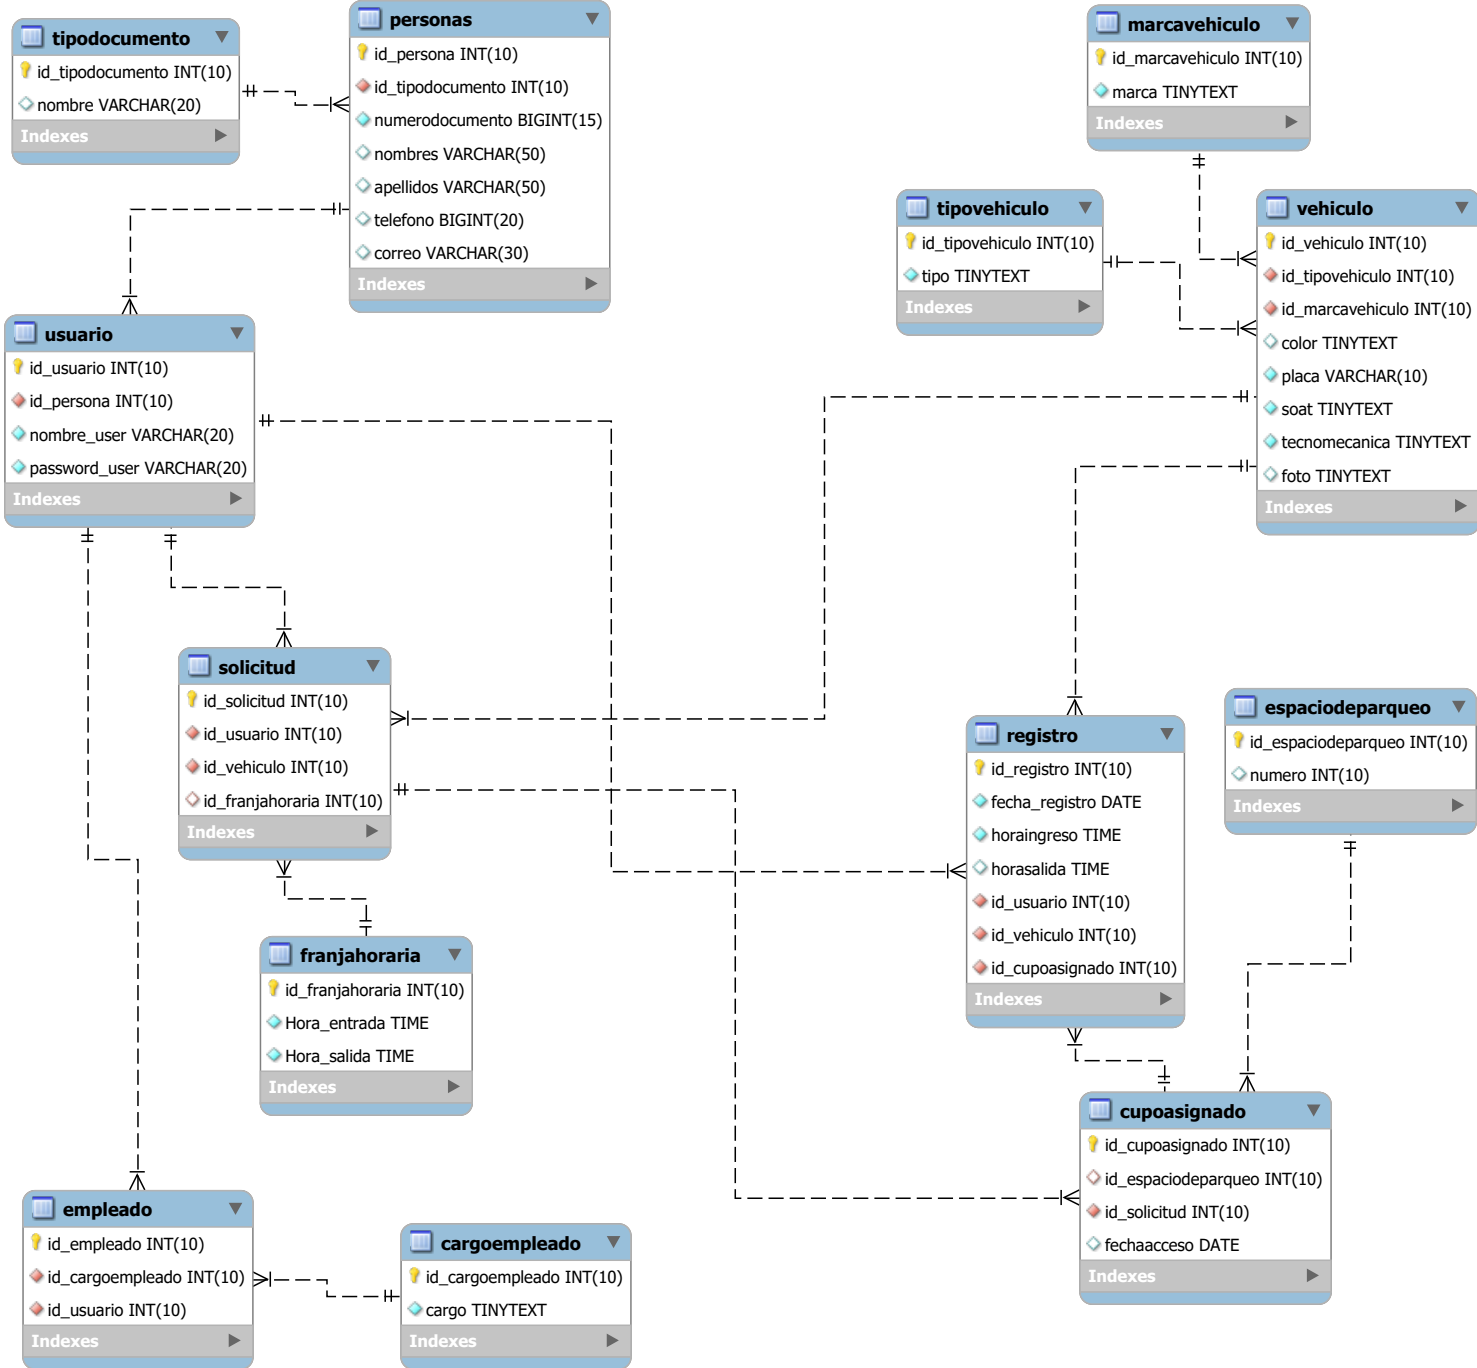 tipodocumento
id_tipodocumento INT(10)
nombre VARCHAR(20)
Indexes
personas
id_persona INT(10)
id_tipodocumento INT(10)
numerodocumento BIGINT(15)
nombres VARCHAR(50)
apellidos VARCHAR(50)
telefono BIGINT(20)
correo VARCHAR(30)
Indexes
marcavehiculo
id_marcavehiculo INT(10)
marca TINYTEXT
Indexes
tipovehiculo
id_tipovehiculo INT(10)
tipo TINYTEXT
Indexes
vehiculo
id_vehiculo INT(10)
id_tipovehiculo INT(10)
id_marcavehiculo INT(10)
color TINYTEXT
placa VARCHAR(10)
soat TINYTEXT
tecnomecanica TINYTEXT
foto TINYTEXT
Indexes
usuario
id_usuario INT(10)
id_persona INT(10)
nombre_user VARCHAR(20)
password_user VARCHAR(20)
Indexes
solicitud
id_solicitud INT(10)
id_usuario INT(10)
id_vehiculo INT(10)
id_franjahoraria INT(10)
Indexes
registro
id_registro INT(10)
fecha_registro DATE
horaingreso TIME
horasalida TIME
id_usuario INT(10)
id_vehiculo INT(10)
id_cupoasignado INT(10)
Indexes
espaciodeparqueo
id_espaciodeparqueo INT(10)
numero INT(10)
Indexes
franjahoraria
id_franjahoraria INT(10)
Hora_entrada TIME
Hora_salida TIME
Indexes
cupoasignado
id_cupoasignado INT(10)
id_espaciodeparqueo INT(10)
id_solicitud INT(10)
fechaacceso DATE
Indexes
empleado
id_empleado INT(10)
id_cargoempleado INT(10)
id_usuario INT(10)
Indexes
cargoempleado
id_cargoempleado INT(10)
cargo TINYTEXT
Indexes